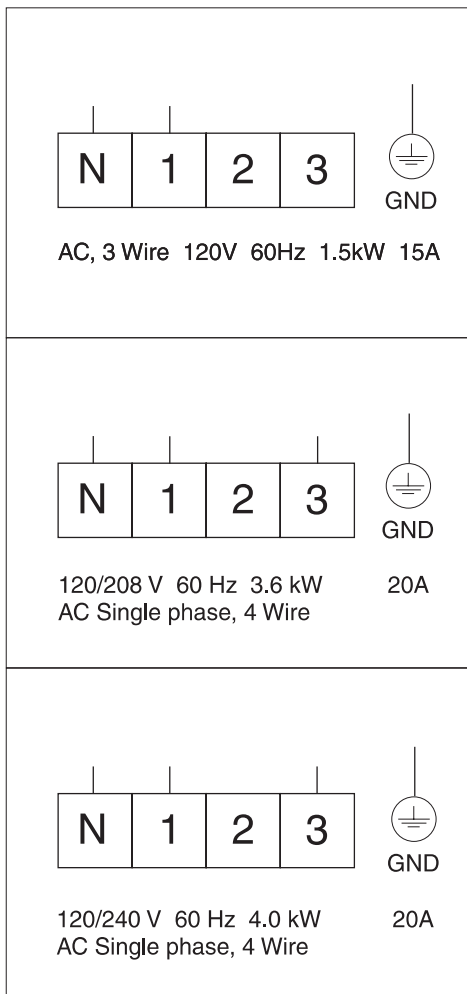 N 1 2 3
GND
AC, 3 Wire 120V 60Hz 1.5kW 15A
N 1 2 3
GND
120/208 V 60 Hz 3.6 kW 20A
AC Single phase, 4 Wire
N 1 2 3
GND
120/240 V 60 Hz 4.0 kW 20A
AC Single phase, 4 Wire